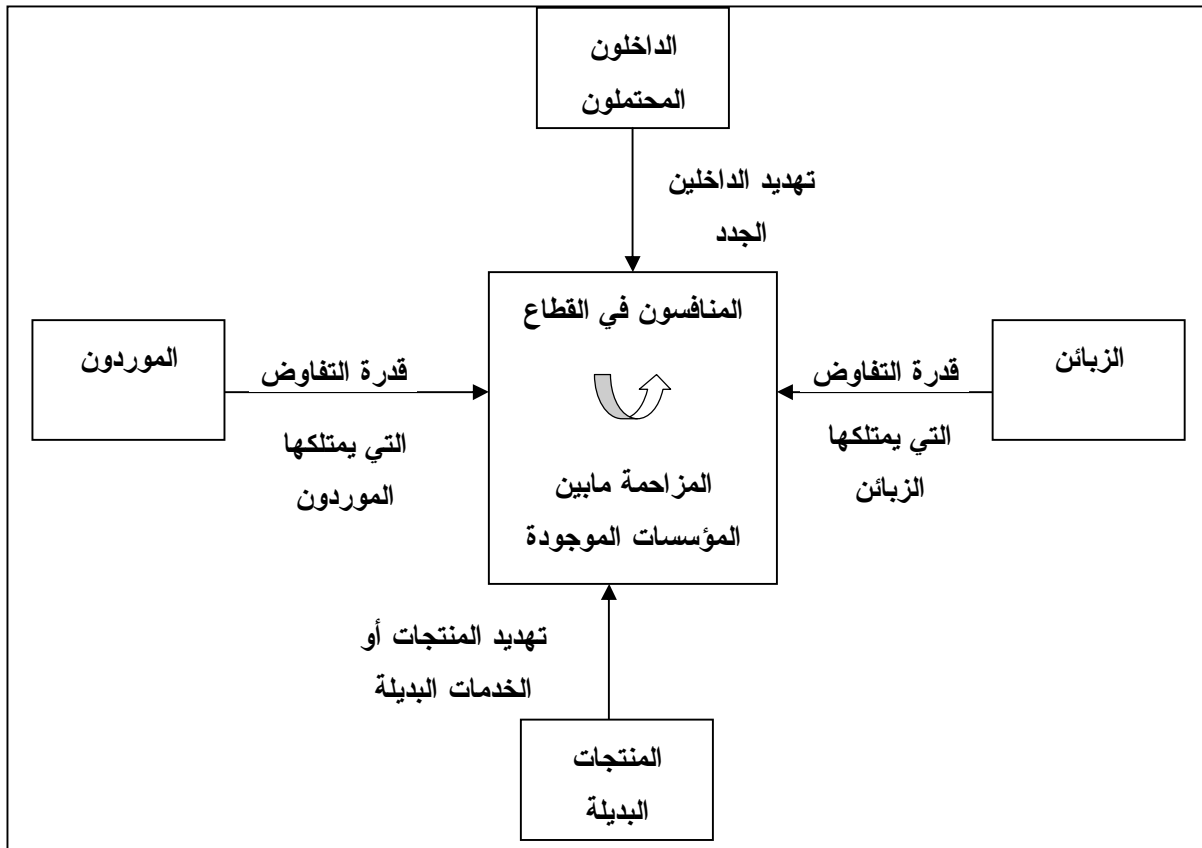 الداخلون
المحتملون
تهديد الداخلين
الجدد
المنافسون في القطاع
المزاحمة مابين
المؤسسات الموجودة
الزبائن
قدرة التفاوض
التي يمتلكها
الزبائن
الموردون
قدرة التفاوض
التي يمتلكها
الموردون
تهديد المنتجات أو
الخدمات البديلة
المنتجات
البديلة